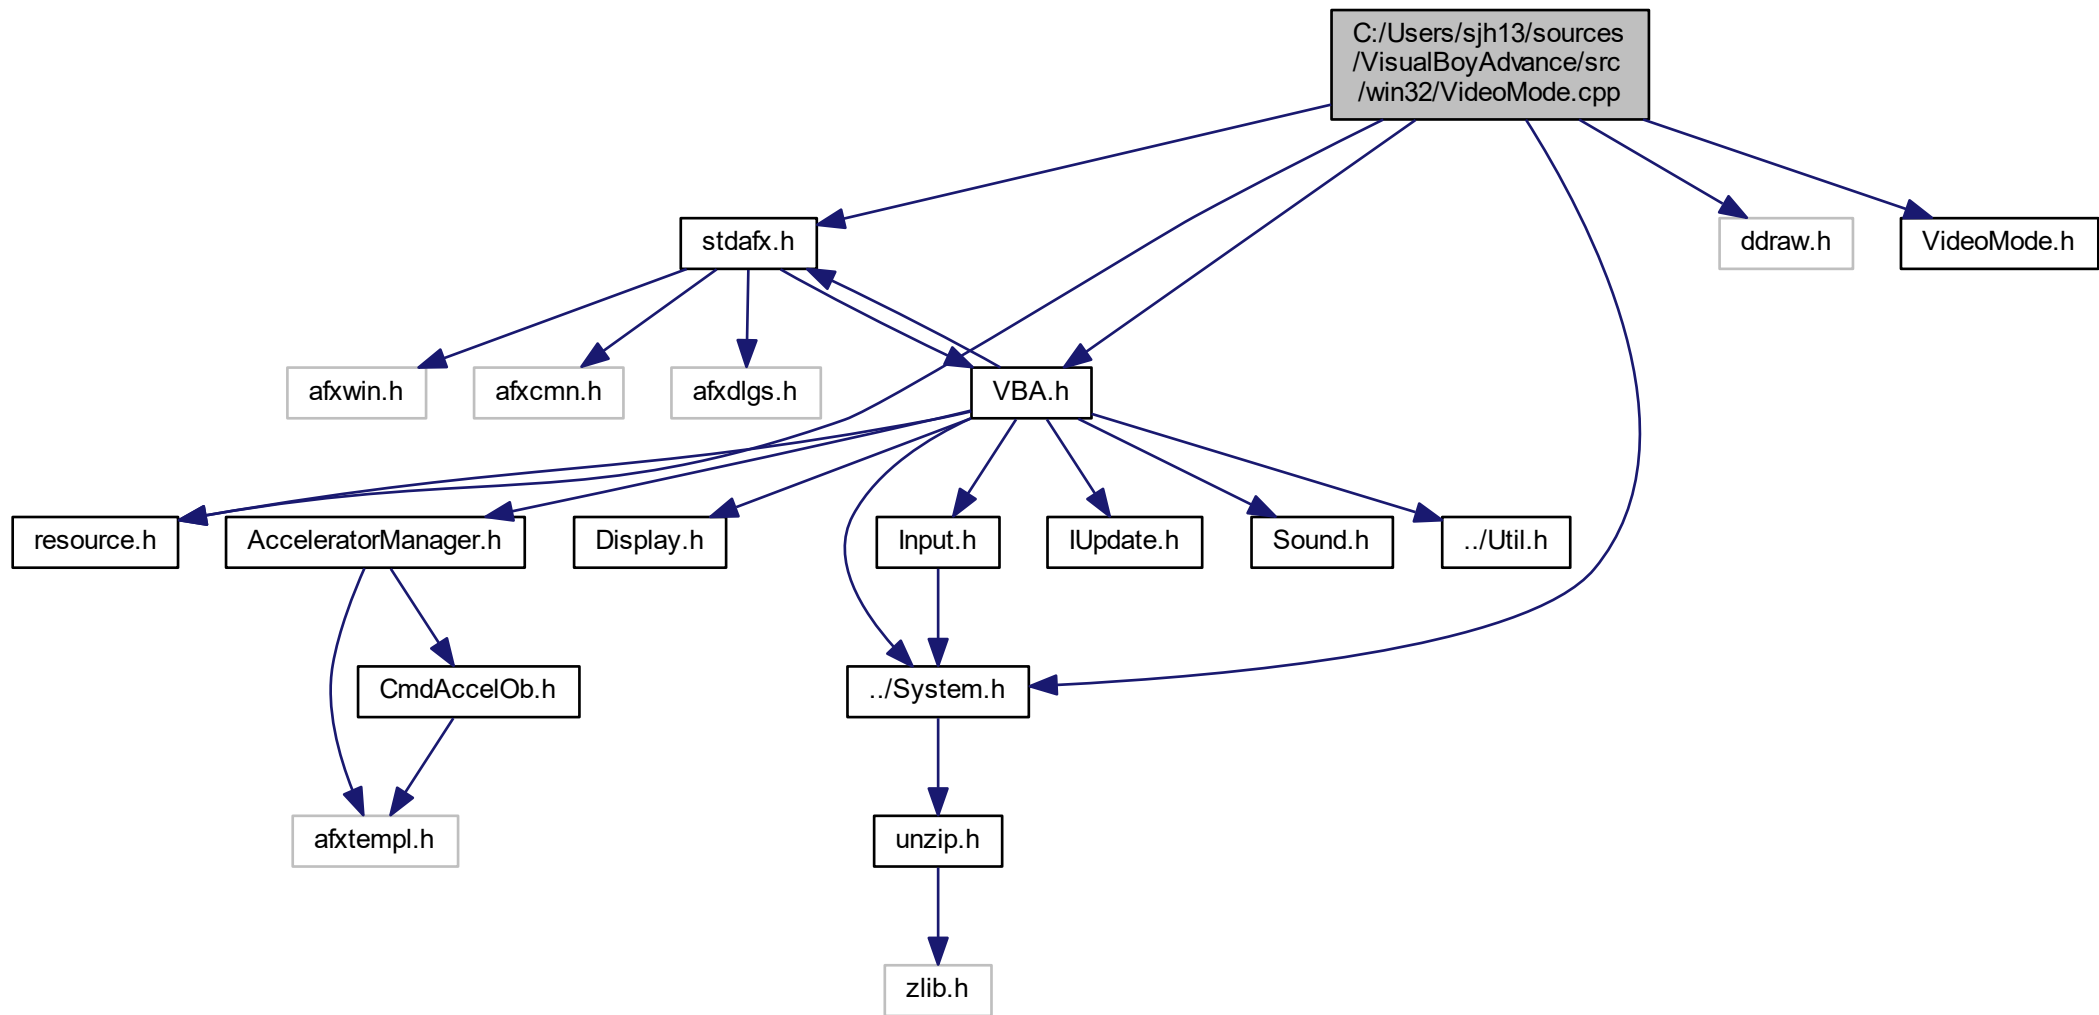 C:/Users/sjh13/sources
/VisualBoyAdvance/src
/win32/VideoMode.cpp
stdafx.h
ddraw.h
VideoMode.h
afxwin.h
afxcmn.h
afxdlgs.h
VBA.h
resource.h
AcceleratorManager.h
Display.h
Input.h
IUpdate.h
Sound.h
../Util.h
CmdAccelOb.h
../System.h
afxtempl.h
unzip.h
zlib.h